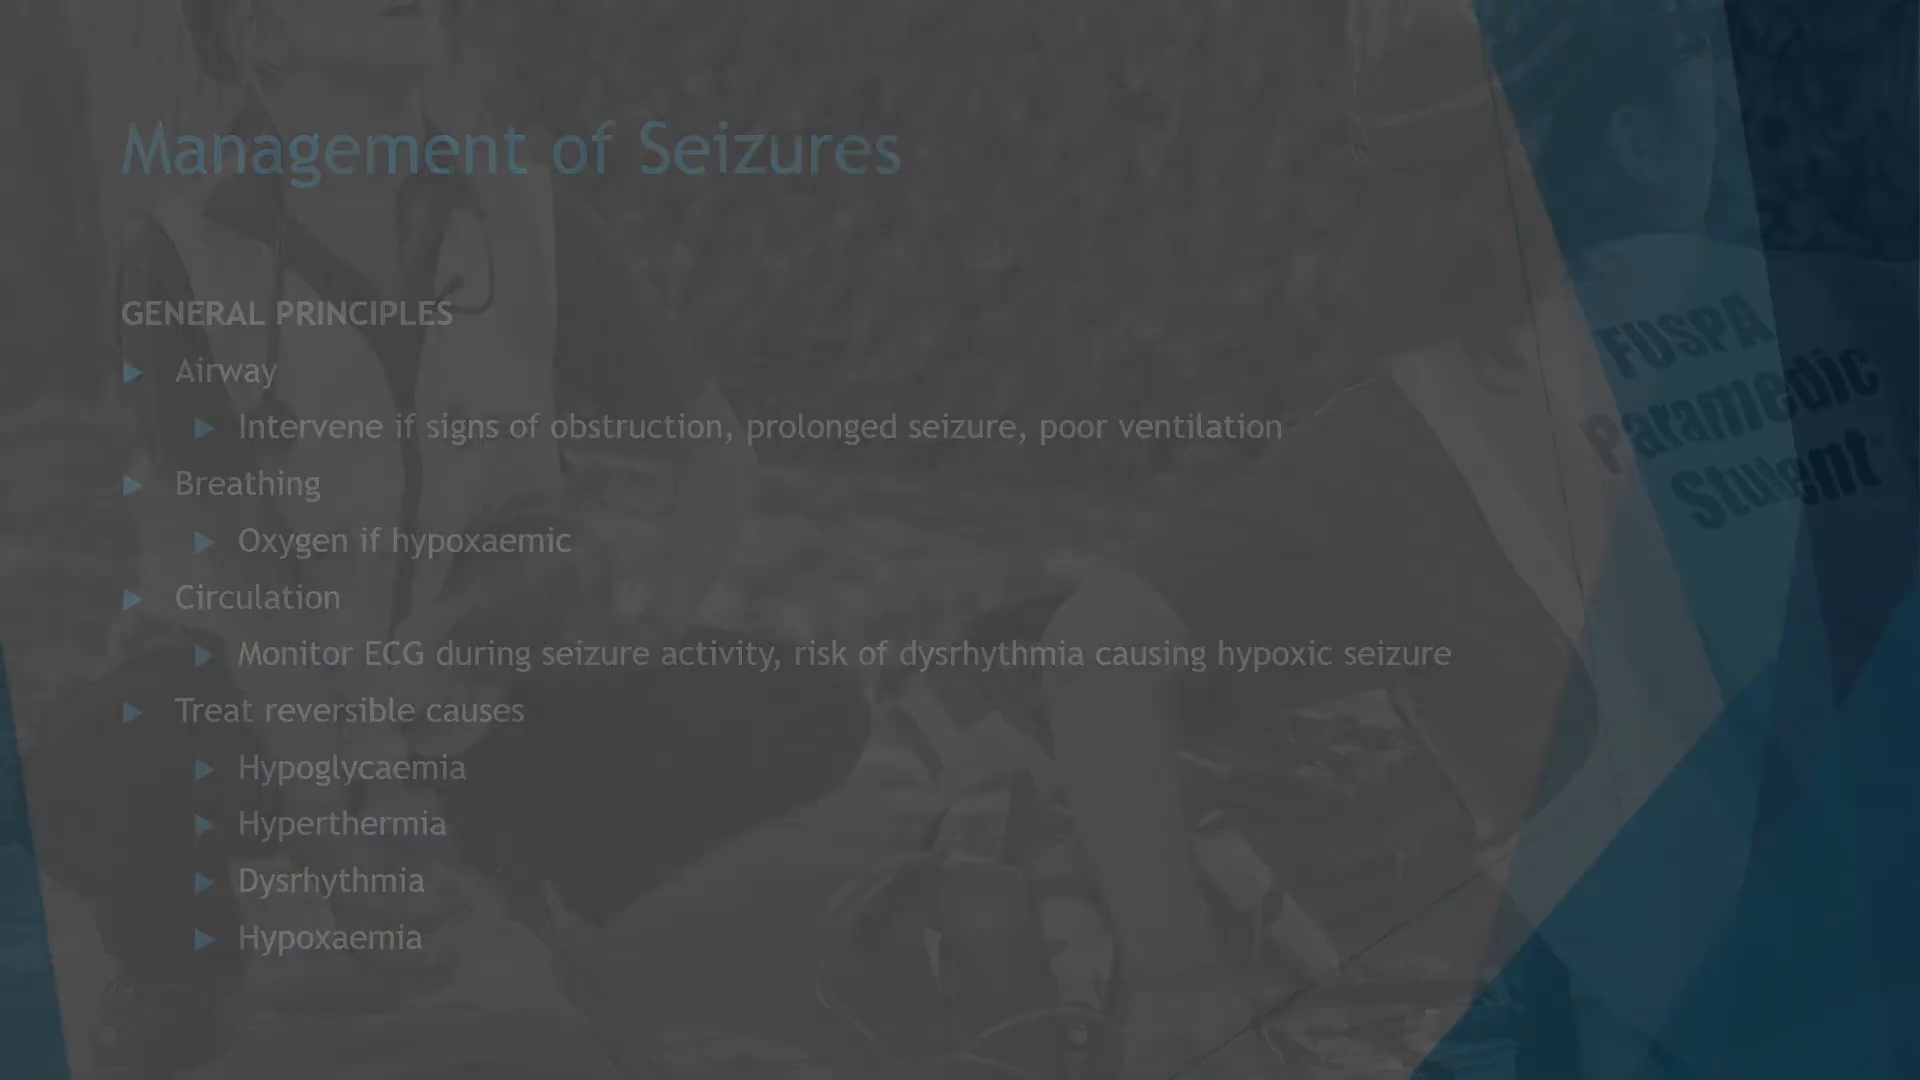 Management of Seizures
GENERAL PRINCIPLES
Airway
Intervene if signs of obstruction, prolonged seizure, poor ventilation
Breathing
Oxygen if hypoxaemic
Circulation
Monitor ECG during seizure activity, risk of dysrhythmia causing hypoxic seizure
Treat reversible causes
Hypoglycaemia
Hyperthermia
Dysrhythmia
Hypoxaemia
FUSPA
Paramedic
Student